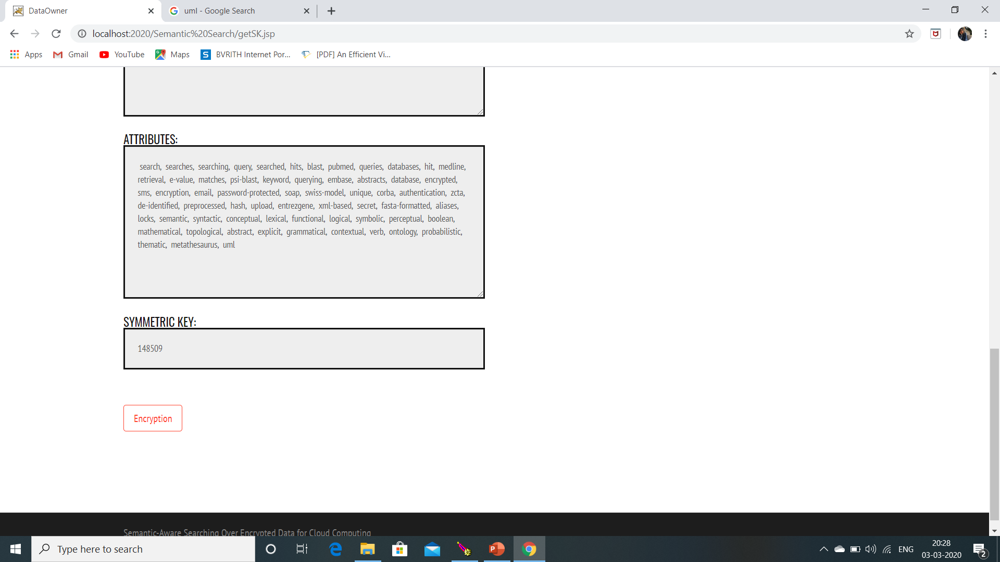 DataOwner
uml - Google Search
localhost:2020/Semantic%20Search/getSK.jsp
Apps
Gmail
YouTube
Maps
S
BVRITH Internet Por...
[PDF] An Efficient Vi...
ATTRIBUTES:
search, searches, searching, query, searched, hits, blast, pubmed, queries, databases, hit, medline,
retrieval, e-value, matches, psi-blast, keyword, querying, embase, abstracts, database, encrypted,
sms, encryption, email, password-protected, soap, swiss-model, unique, corba, authentication, zcta,
de-identified, preprocessed, hash, upload, entrezgene, xml-based, secret, fasta-formatted, aliases,
locks, semantic, syntactic, conceptual, lexical, functional, logical, symbolic, perceptual, boolean,
mathematical, topological, abstract, explicit, grammatical, contextual, verb, ontology, probabilistic,
thematic, metathesaurus, uml
SYMMETRIC KEY:
148509
Encryption
Semantic-Aware Searching Over Encrypted Data for Cloud Computing
Type here to search
ENG
20:28
03-03-2020
2